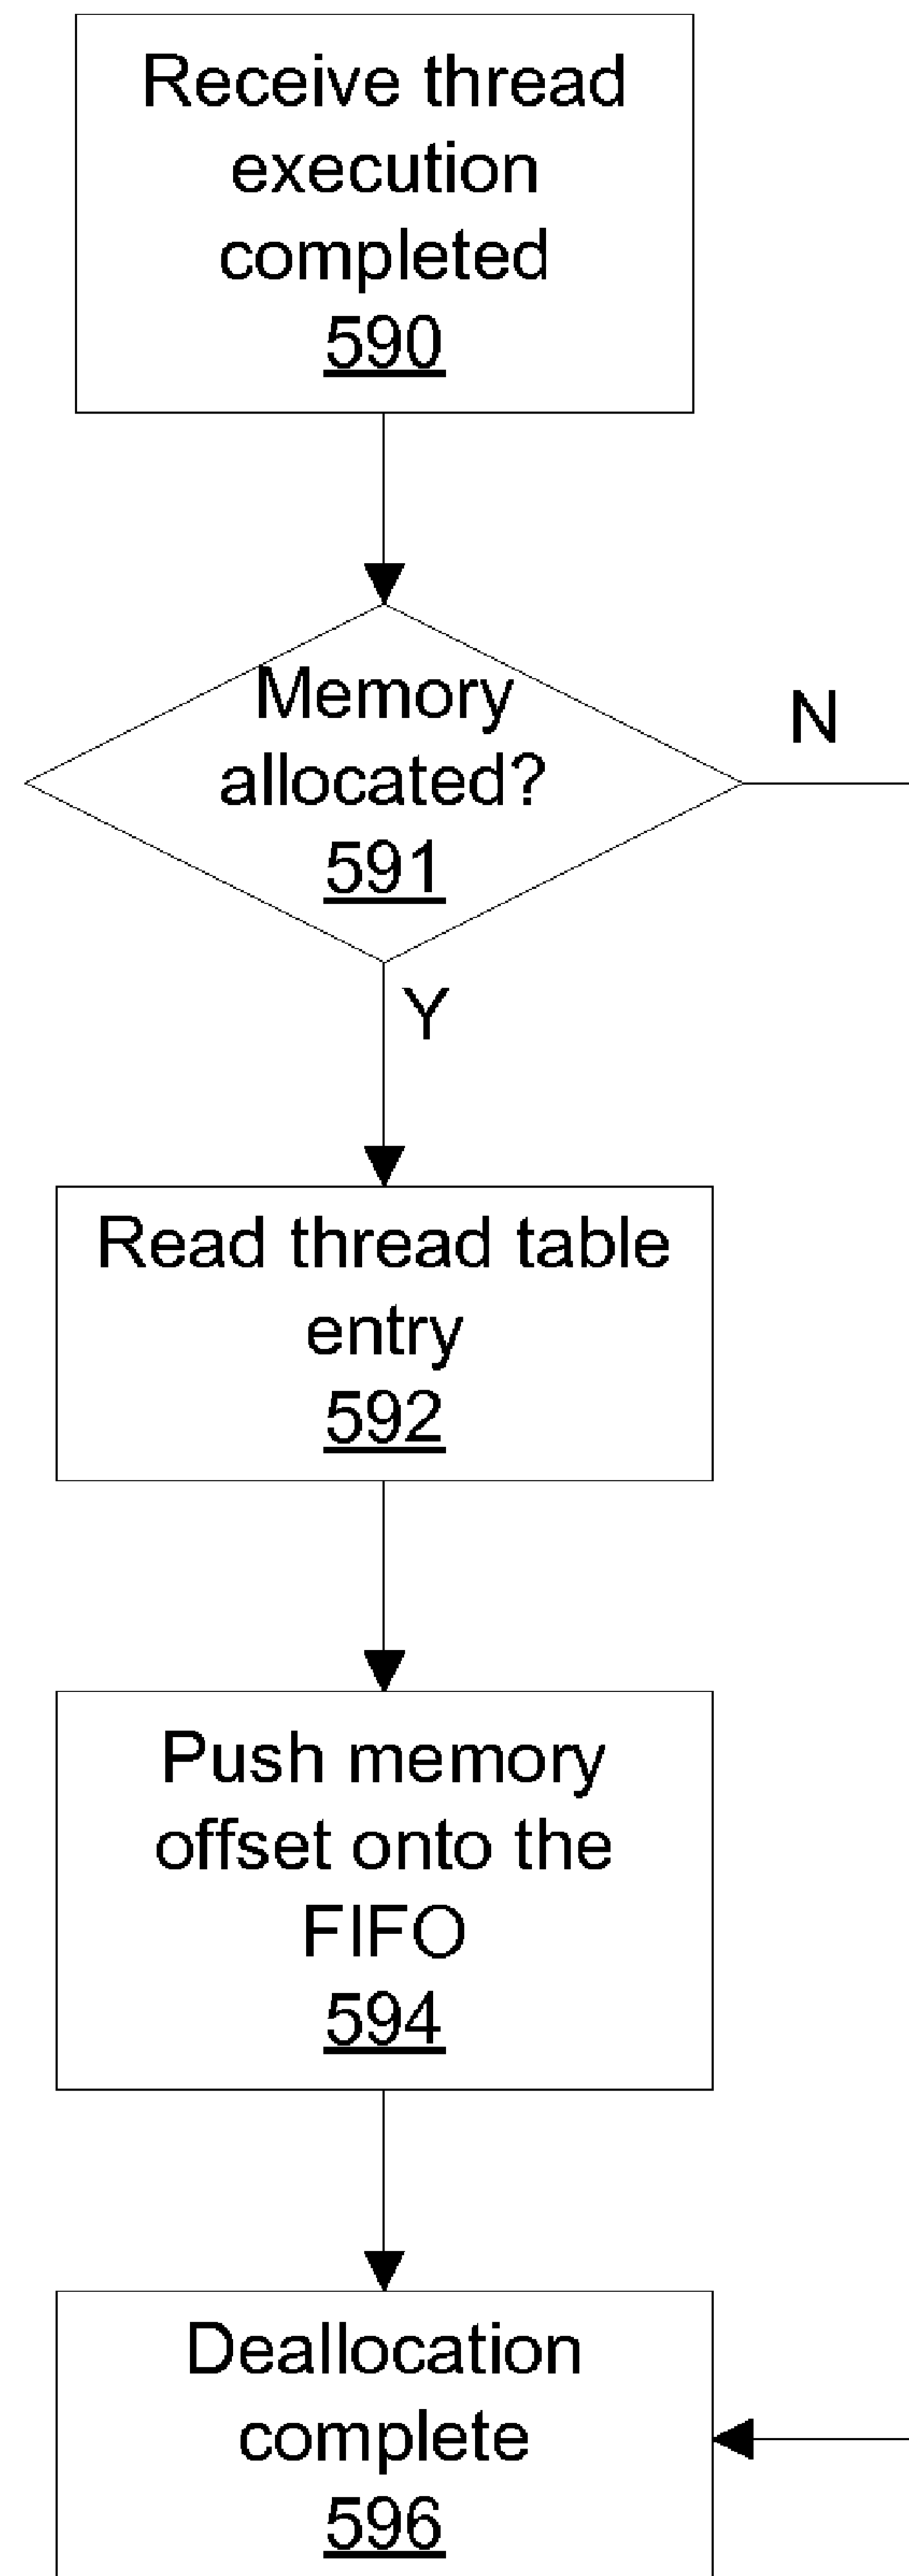 Receive thread
execution
completed
590
Memory
allocated?
591
N
Y
Read thread table
entry
592
Push memory
offset onto the
FIFO
594
Deallocation
complete
596